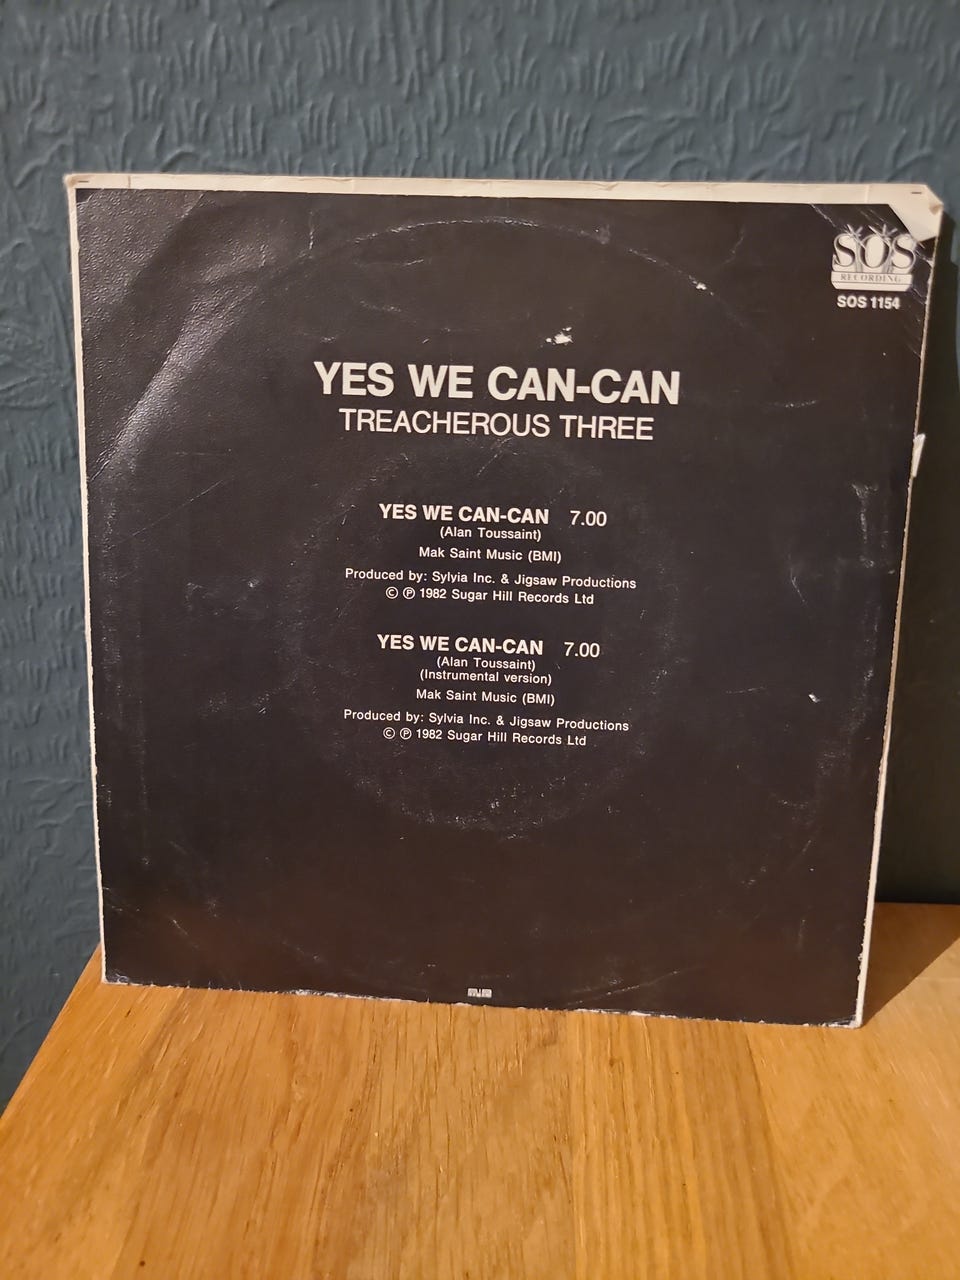 SOS
RECORDING
SOS 1154
YES WE CAN-CAN
TREACHEROUS THREE
YES WE CAN-CAN 7.00
(Alan Toussaint)
Mak Saint Music (BMI)
Produced by: Sylvia Inc. & Jigsaw Productions
© ℗ 1982 Sugar Hill Records Ltd
YES WE CAN-CAN 7.00
(Alan Toussaint)
(Instrumental version)
Mak Saint Music (BMI)
Produced by: Sylvia Inc. & Jigsaw Productions
© ℗ 1982 Sugar Hill Records Ltd